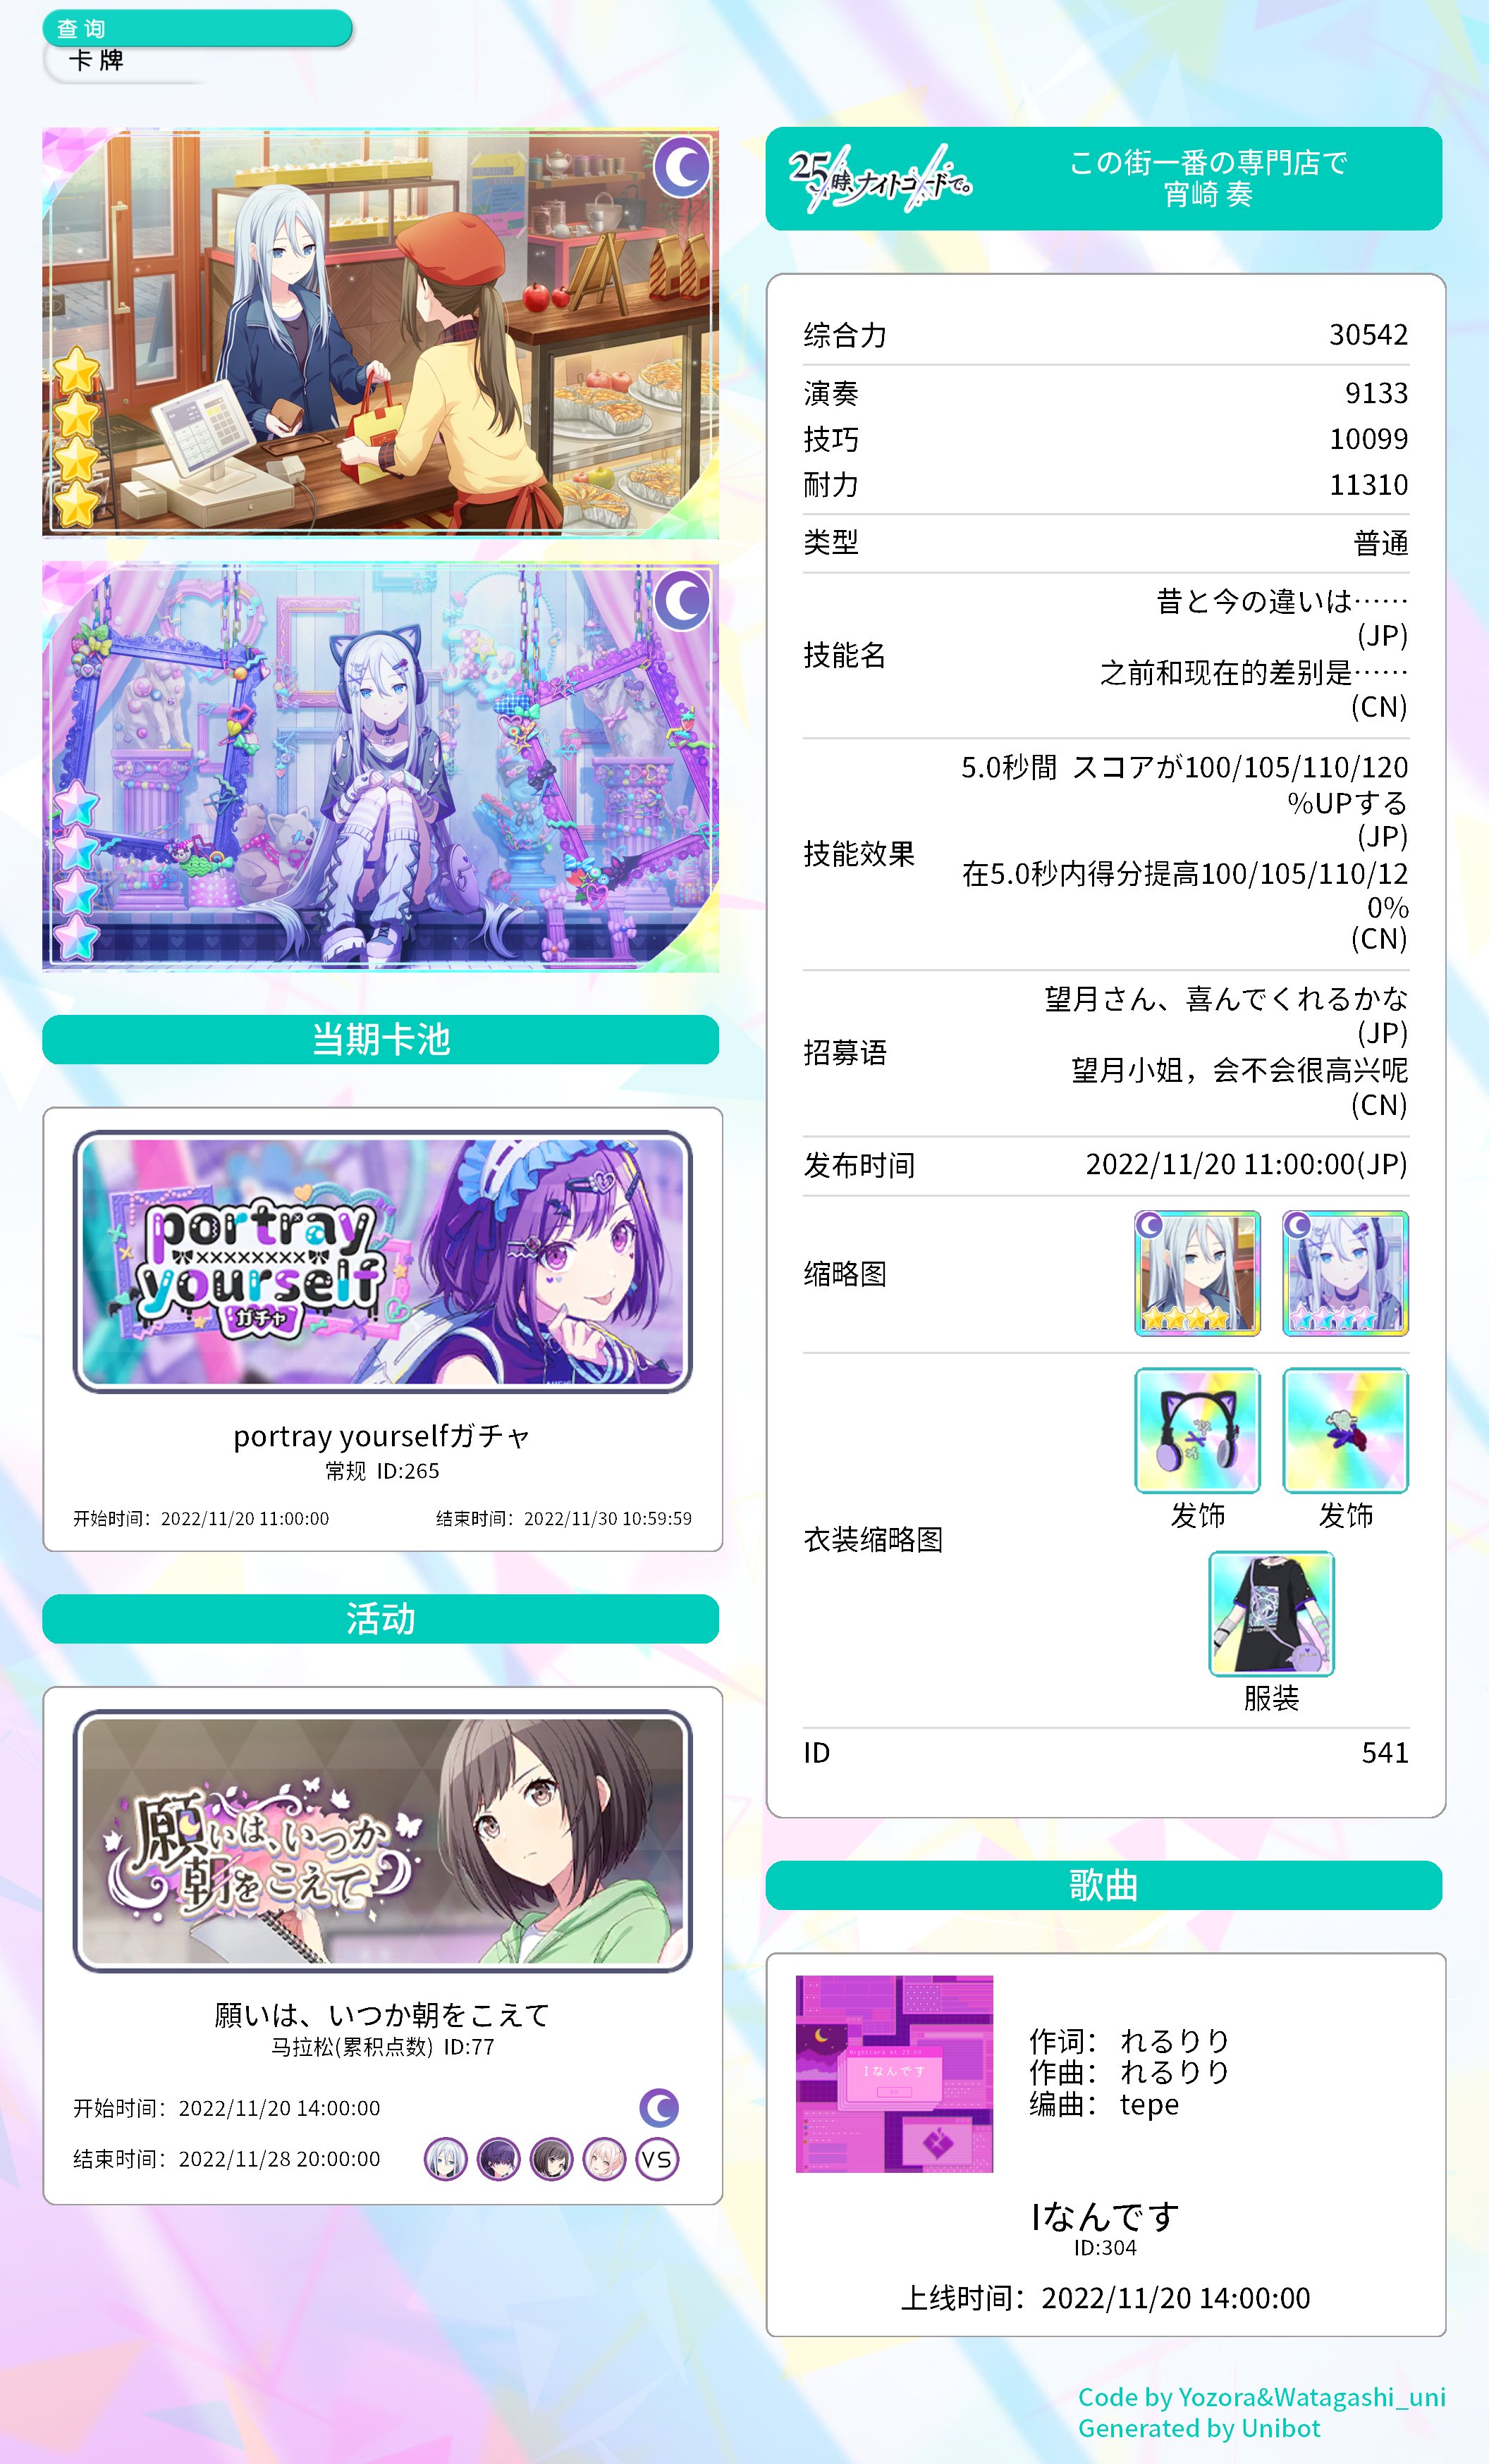 查询
卡牌
当期卡池
portray
xxxxxxxx
yourself
ガチャ
portray yourselfガチャ
常规 ID:265
开始时间：2022/11/20 11:00:00
结束时间：2022/11/30 10:59:59
活动
願いは、いつか
朝をこえて
願いは、いつか朝をこえて
马拉松(累积点数) ID:77
开始时间：2022/11/20 14:00:00
结束时间：2022/11/28 20:00:00
VS
25時、ナイトコードで。
この街一番の専門店で
宵崎 奏
综合力 30542
演奏 9133
技巧 10099
耐力 11310
类型 普通
技能名
昔と今の違いは……
(JP)
之前和现在的差别是……
(CN)
技能效果
5.0秒間 スコアが100/105/110/120
%UPする
(JP)
在5.0秒内得分提高100/105/110/12
0%
(CN)
招募语
望月さん、喜んでくれるかな
(JP)
望月小姐，会不会很高兴呢
(CN)
发布时间 2022/11/20 11:00:00(JP)
缩略图
衣装缩略图
发饰 发饰
服装
ID 541
歌曲
Nightcord at 25:00
Iなんです
作词： れるりり
作曲： れるりり
编曲： tepe
Iなんです
ID:304
上线时间：2022/11/20 14:00:00
Code by Yozora&Watagashi_uni
Generated by Unibot